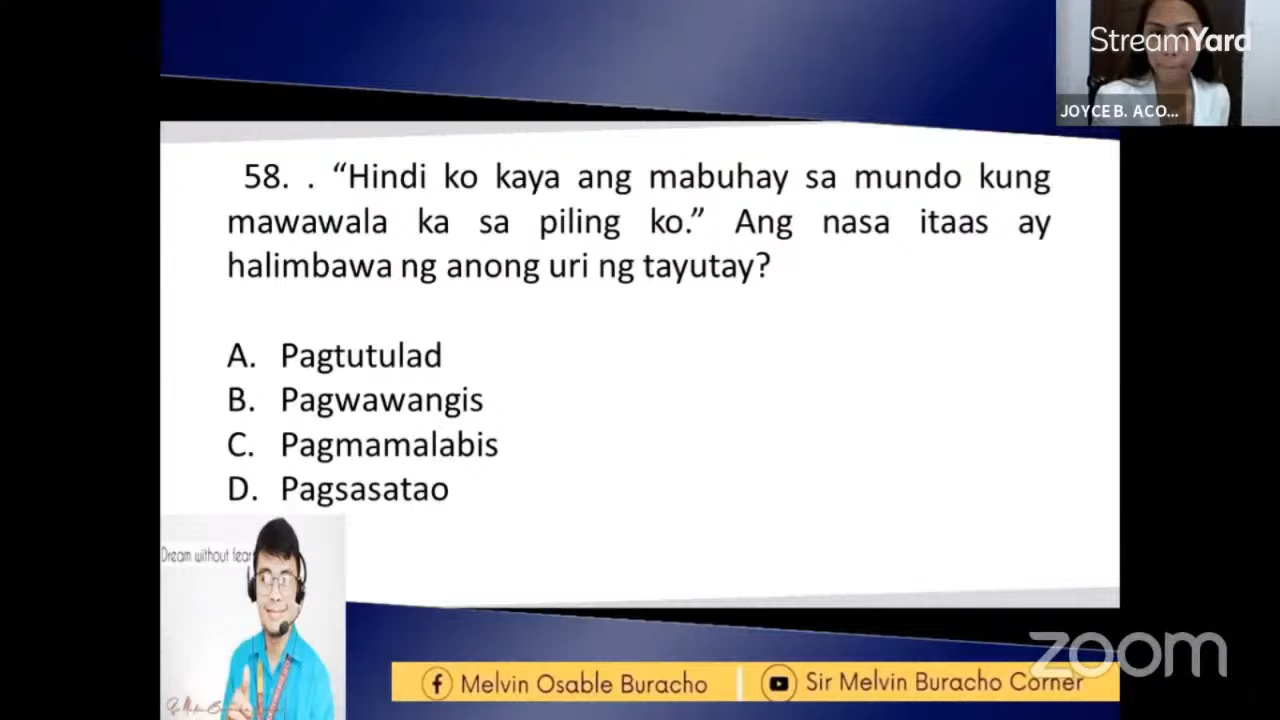 StreamYard
JOYCE B. ACO...
58. . “Hindi ko kaya ang mabuhay sa mundo kung
mawawala ka sa piling ko.” Ang nasa itaas ay
halimbawa ng anong uri ng tayutay?
A. Pagtutulad
B. Pagwawangis
C. Pagmamalabis
D. Pagsasatao
Dream without fear
Melvin Osable Buracho
Sir Melvin Buracho Corner
zoom